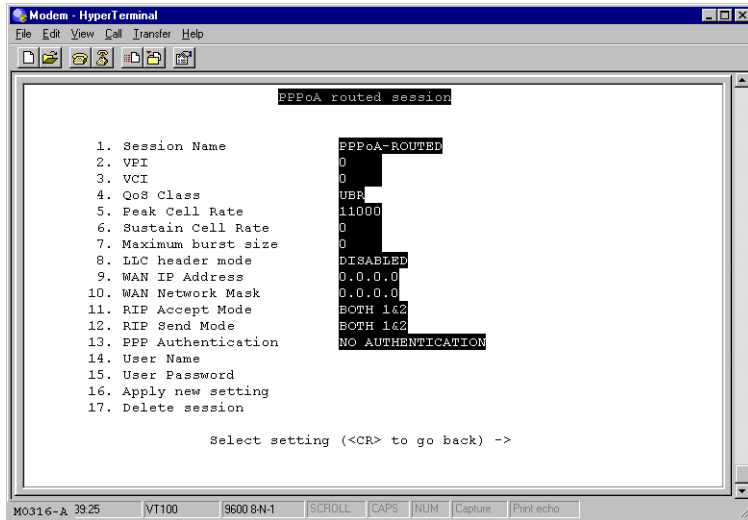 Modem - HyperTerminal
File Edit View Call Transfer Help
PPPoA routed session
1. Session Name PPPoA-ROUTED
2. VPI 0
3. VCI 0
4. QoS Class UBR
5. Peak Cell Rate 11000
6. Sustain Cell Rate 0
7. Maximum burst size 0
8. LLC header mode DISABLED
9. WAN IP Address 0.0.0.0
10. WAN Network Mask 0.0.0.0
11. RIP Accept Mode BOTH 1&2
12. RIP Send Mode BOTH 1&2
13. PPP Authentication NO AUTHENTICATION
14. User Name
15. User Password
16. Apply new setting
17. Delete session
Select setting (<CR> to go back) ->
M0316-A 39:25 VT100 9600 8-N-1 SCROLL CAPS NUM Capture Print echo